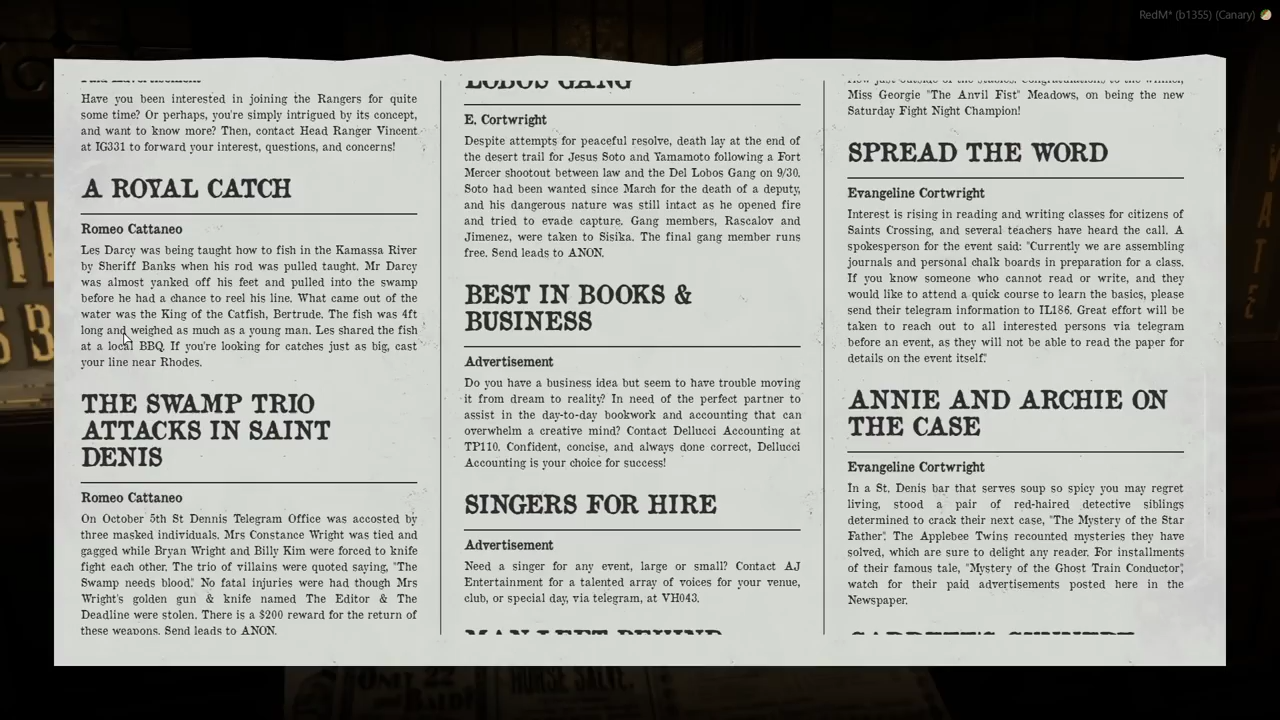 RedM* (b1355) (Canary)
Paid Advertisement
Have you been interested in joining the Rangers for quite
some time? Or perhaps, you're simply intrigued by its concept,
and want to know more? Then, contact Head Ranger Vincent
at IG331 to forward your interest, questions, and concerns!
A ROYAL CATCH
Romeo Cattaneo
Les Darcy was being taught how to fish in the Kamassa River
by Sheriff Banks when his rod was pulled taught. Mr Darcy
was almost yanked off his feet and pulled into the swamp
before he had a chance to reel his line. What came out of the
water was the King of the Catfish, Bertrude. The fish was 4ft
long and weighed as much as a young man. Les shared the fish
at a local BBQ. If you're looking for catches just as big, cast
your line near Rhodes.
THE SWAMP TRIO
ATTACKS IN SAINT
DENIS
Romeo Cattaneo
On October 5th St Dennis Telegram Office was accosted by
three masked individuals. Mrs Constance Wright was tied and
gagged while Bryan Wright and Billy Kim were forced to knife
fight each other. The trio of villains were quoted saying, "The
Swamp needs blood." No fatal injuries were had though Mrs
Wright's golden gun & knife named The Editor & The
Deadline were stolen. There is a $200 reward for the return of
these weapons. Send leads to ANON.
LOBOS GANG
E. Cortwright
Despite attempts for peaceful resolve, death lay at the end of
the desert trail for Jesus Soto and Yamamoto following a Fort
Mercer shootout between law and the Del Lobos Gang on 9/30.
Soto had been wanted since March for the death of a deputy,
and his dangerous nature was still intact as he opened fire
and tried to evade capture. Gang members, Rascalov and
Jimenez, were taken to Sisika. The final gang member runs
free. Send leads to ANON.
BEST IN BOOKS &
BUSINESS
Advertisement
Do you have a business idea but seem to have trouble moving
it from dream to reality? In need of the perfect partner to
assist in the day-to-day bookwork and accounting that can
overwhelm a creative mind? Contact Dellucci Accounting at
TP110. Confident, concise, and always done correct, Dellucci
Accounting is your choice for success!
SINGERS FOR HIRE
Advertisement
Need a singer for any event, large or small? Contact AJ
Entertainment for a talented array of voices for your venue,
club, or special day, via telegram, at VH043.
MAN LEFT BEHIND
row just outside of the stables. Congratulations to the winner,
Miss Georgie "The Anvil Fist" Meadows, on being the new
Saturday Fight Night Champion!
SPREAD THE WORD
Evangeline Cortwright
Interest is rising in reading and writing classes for citizens of
Saints Crossing, and several teachers have heard the call. A
spokesperson for the event said: "Currently we are assembling
journals and personal chalk boards in preparation for a class.
If you know someone who cannot read or write, and they
would like to attend a quick course to learn the basics, please
send their telegram information to IL186. Great effort will be
taken to reach out to all interested persons via telegram
before an event, as they will not be able to read the paper for
details on the event itself."
ANNIE AND ARCHIE ON
THE CASE
Evangeline Cortwright
In a St. Denis bar that serves soup so spicy you may regret
living, stood a pair of red-haired detective siblings
determined to crack their next case, "The Mystery of the Star
Father". The Applebee Twins recounted mysteries they have
solved, which are sure to delight any reader. For installments
of their famous tale, "Mystery of the Ghost Train Conductor",
watch for their paid advertisements posted here in the
Newspaper.